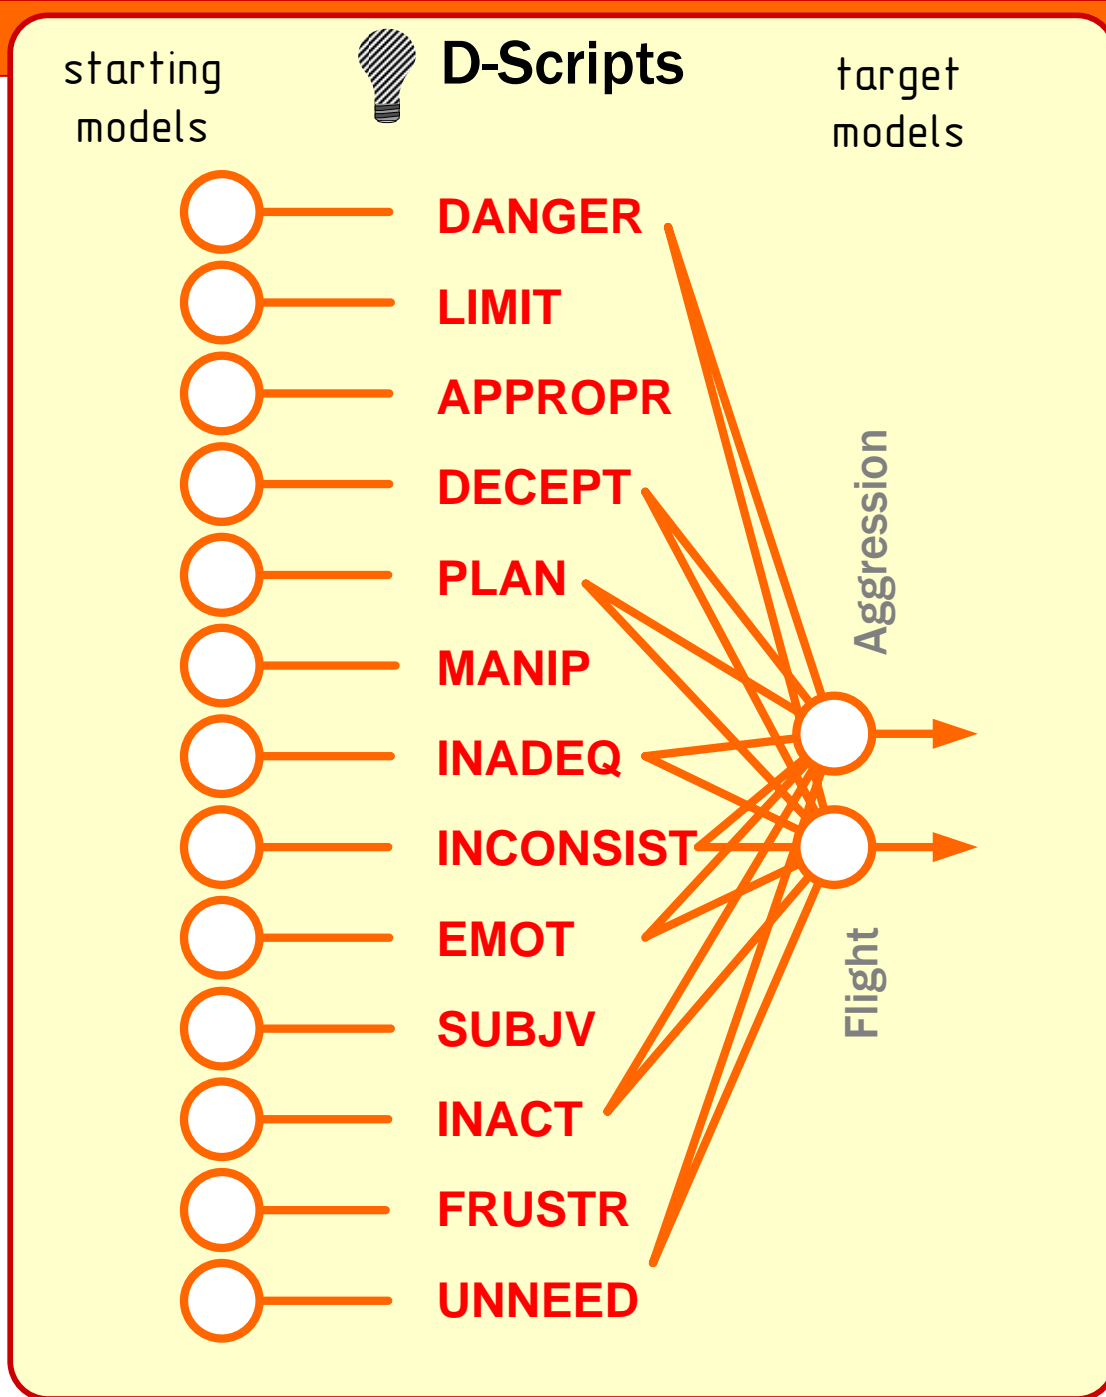 starting
models
D-Scripts
target
models
DANGER
LIMIT
APPROPR
DECEPT
PLAN
MANIP
INADEQ
INCONSIST
EMOT
SUBJV
INACT
FRUSTR
UNNEED
Aggression
Flight